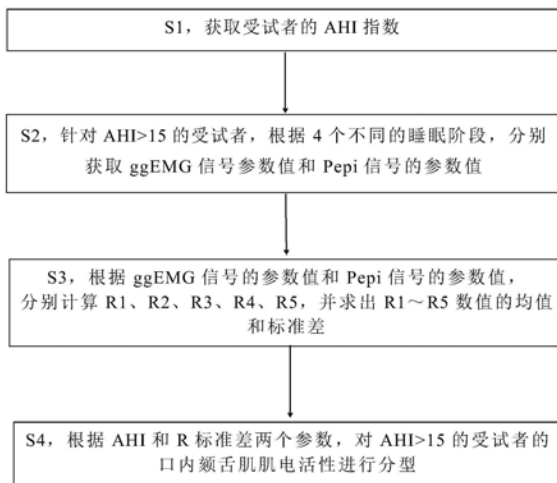 S1，获取受试者的 AHI 指数
S2，针对 AHI>15 的受试者，根据 4 个不同的睡眠阶段，分别
获取 ggEMG 信号参数值和 Pepi 信号的参数值
S3，根据 ggEMG 信号的参数值和 Pepi 信号的参数值，
分别计算 R1、R2、R3、R4、R5，并求出 R1～R5 数值的均值
和标准差
S4，根据 AHI 和 R 标准差两个参数，对 AHI>15 的受试者的
口内颏舌肌肌电活性进行分型